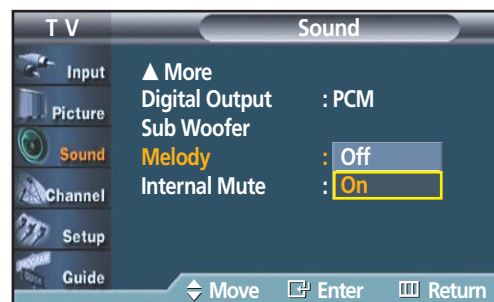 T V
Sound
Input
Picture
Sound
Channel
Setup
Guide
▲ More
Digital Output : PCM
Sub Woofer
Melody : Off
Internal Mute : On
Move Enter Return